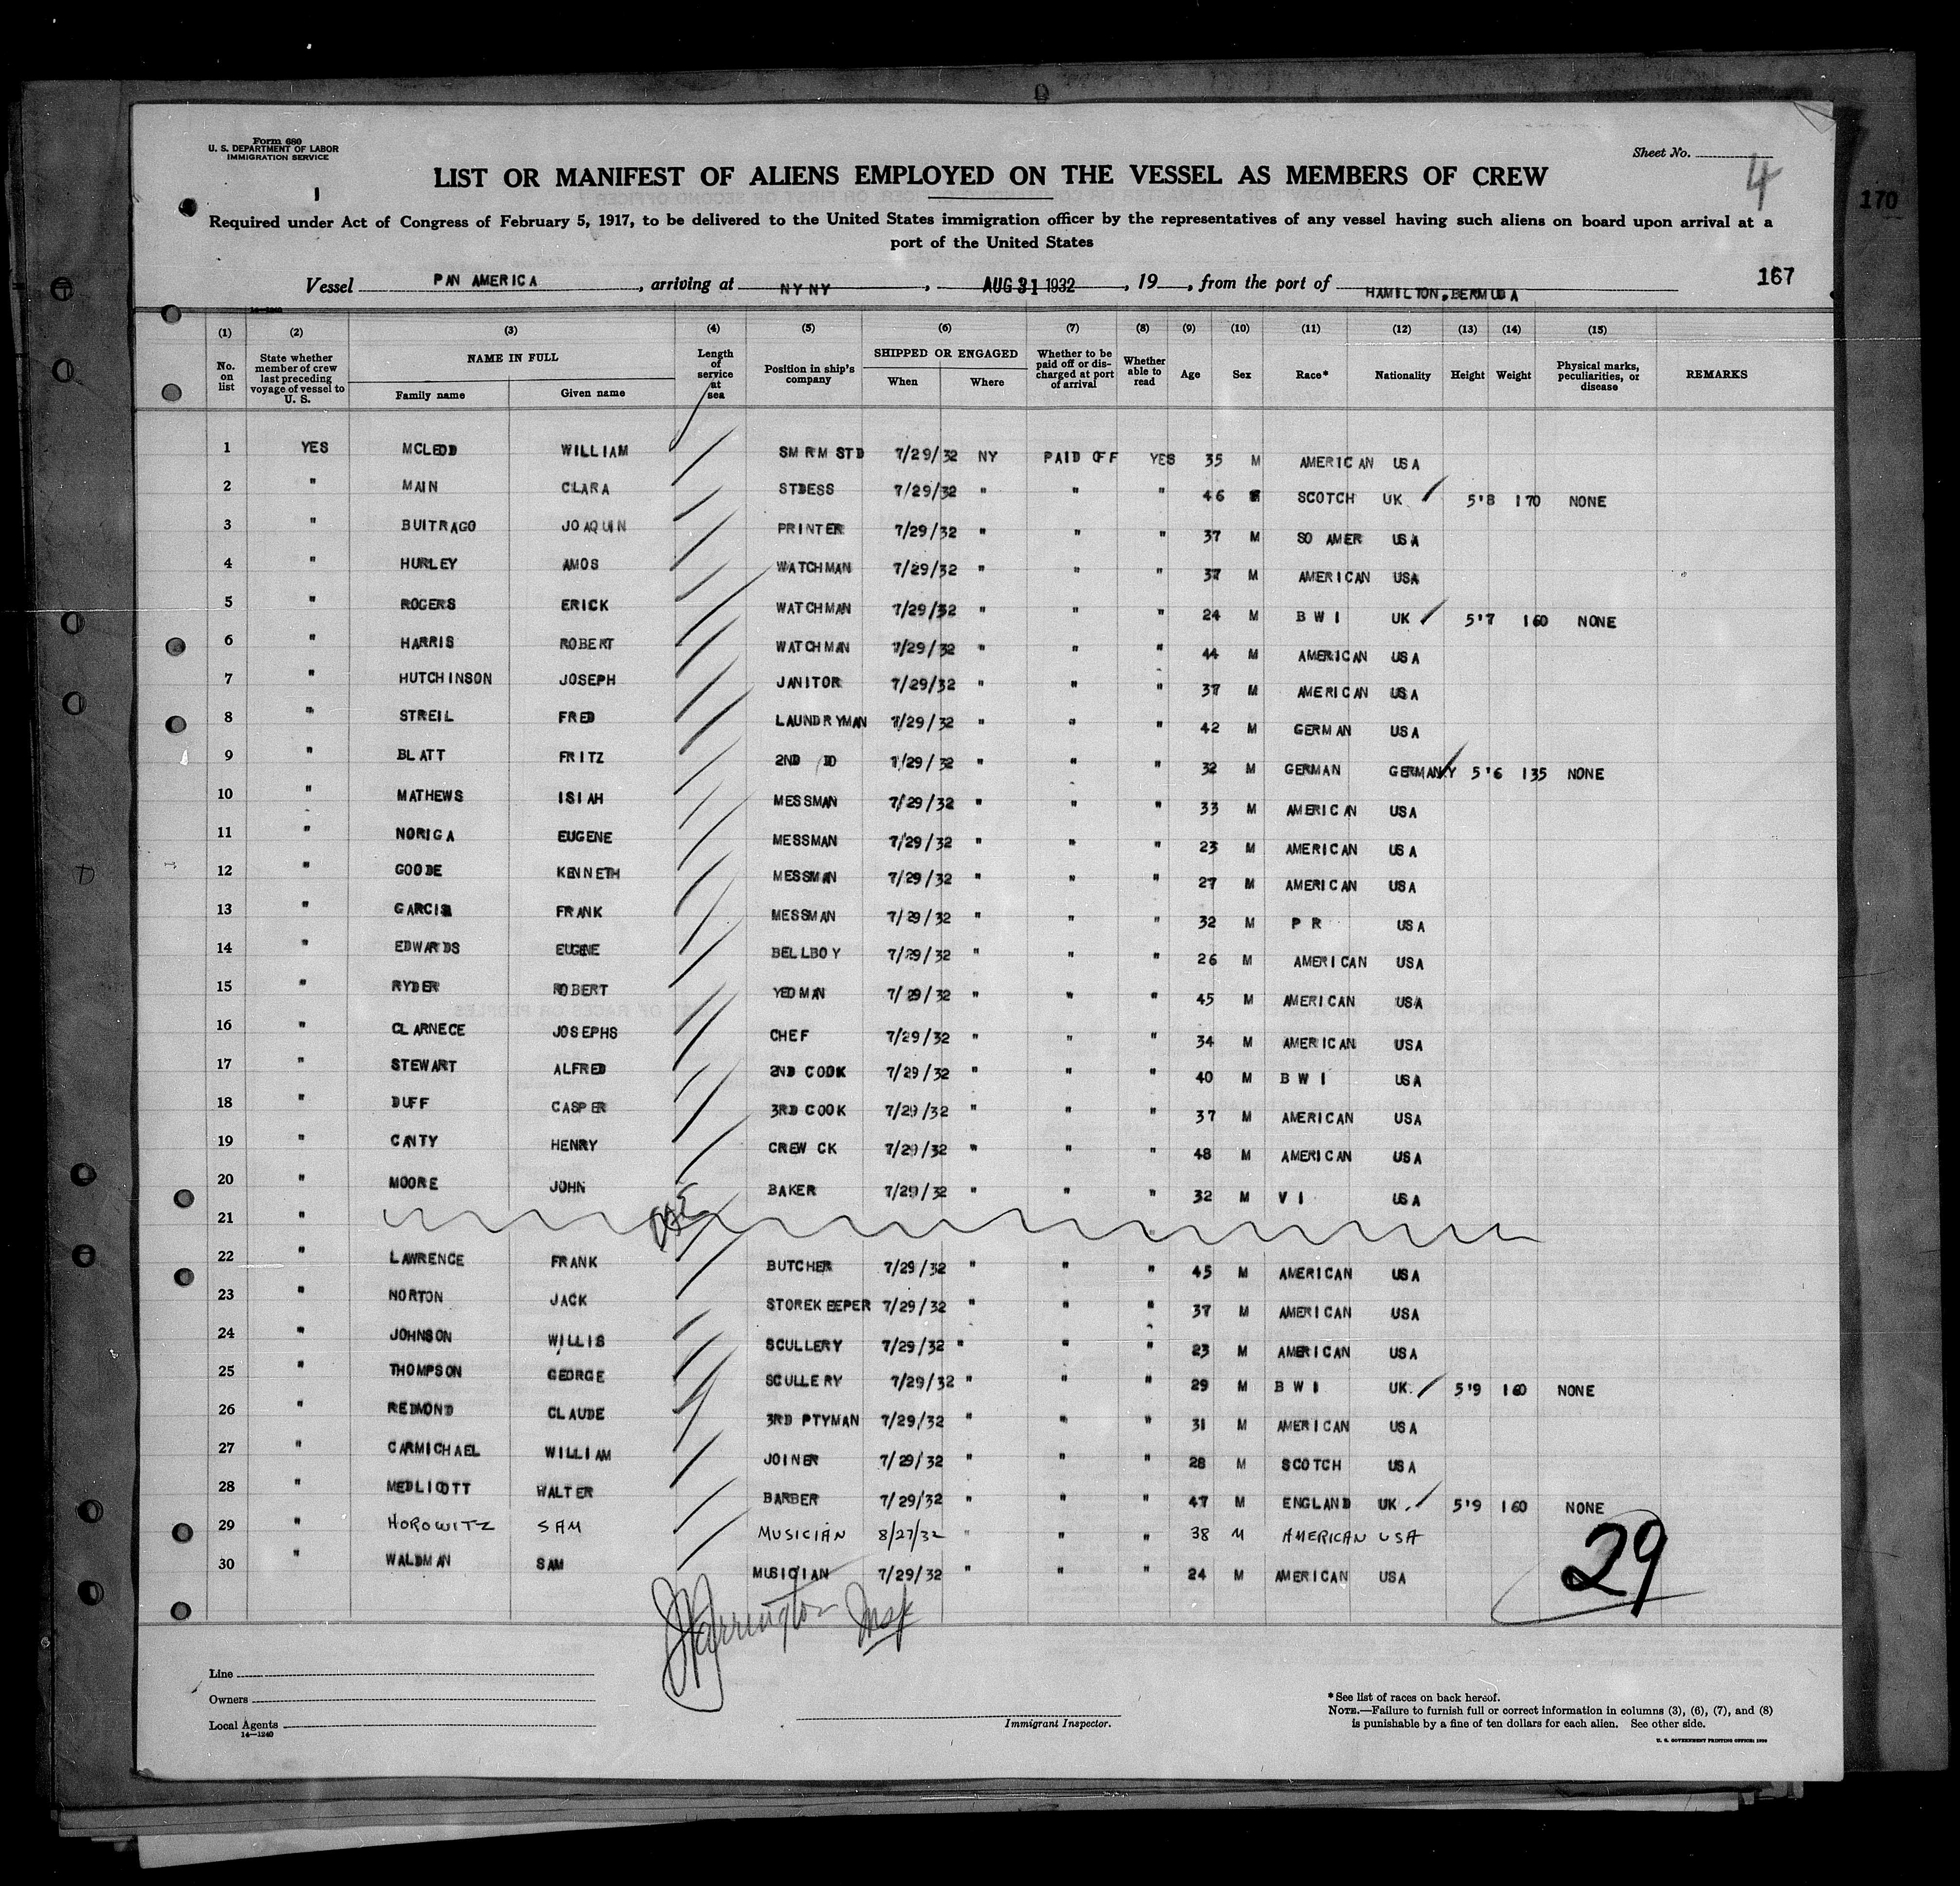 Form 680
U. S. DEPARTMENT OF LABOR
IMMIGRATION SERVICE
Sheet No.
4
LIST OR MANIFEST OF ALIENS EMPLOYED ON THE VESSEL AS MEMBERS OF CREW
170
Required under Act of Congress of February 5, 1917, to be delivered to the United States immigration officer by the representatives of any vessel having such aliens on board upon arrival at a
port of the United States
167
Vessel PAN AMERICA, arriving at NY NY, AUG 31 1932, 19, from the port of HAMILTON, BERMUDA
14-1240
(1) (2) (3) (4) (5) (6) (7) (8) (9) (10) (11) (12) (13) (14) (15)
No. on list State whether member of crew last preceding voyage of vessel to U. S. NAME IN FULL Family name Given name Length of service at sea Position in ship's company SHIPPED OR ENGAGED When Where Whether to be paid off or discharged at port of arrival Whether able to read Age Sex Race* Nationality Height Weight Physical marks, peculiarities, or disease REMARKS
1 YES MCLEOD WILLIAM SM RM STD 7/29/32 NY PAID OFF YES 35 M AMERICAN USA
2 " MAIN CLARA STDESS 7/29/32 " " " 46 F SCOTCH UK 5'8 170 NONE
3 " BUITRAGO JOAQUIN PRINTER 7/29/32 " " " 37 M SO AMER USA
4 " HURLEY AMOS WATCHMAN 7/29/32 " " " 37 M AMERICAN USA
5 " ROGERS ERICK WATCHMAN 7/29/32 " " " 24 M B W I UK 5'7 160 NONE
6 " HARRIS ROBERT WATCHMAN 7/29/32 " " " 44 M AMERICAN USA
7 " HUTCHINSON JOSEPH JANITOR 7/29/32 " " " 37 M AMERICAN USA
8 " STREIL FRED LAUNDRYMAN 7/29/32 " " " 42 M GERMAN USA
9 " BLATT FRITZ 2ND DO 7/29/32 " " " 32 M GERMAN GERMANY 5'6 135 NONE
10 " MATHEWS ISIAH MESSMAN 7/29/32 " " " 33 M AMERICAN USA
11 " NORIGA EUGENE MESSMAN 7/29/32 " " " 23 M AMERICAN USA
12 " GOODE KENNETH MESSMAN 7/29/32 " " " 27 M AMERICAN USA
13 " GARCIA FRANK MESSMAN 7/29/32 " " " 32 M P R USA
14 " EDWARDS EUGENE BELLBOY 7/29/32 " " " 26 M AMERICAN USA
15 " RYDER ROBERT YEOMAN 7/29/32 " " " 45 M AMERICAN USA
16 " CLARNECE JOSEPHS CHEF 7/29/32 " " " 34 M AMERICAN USA
17 " STEWART ALFRED 2ND COOK 7/29/32 " " " 40 M B W I USA
18 " DUFF CASPER 3RD COOK 7/29/32 " " " 37 M AMERICAN USA
19 " CANTY HENRY CREW CK 7/29/32 " " " 48 M AMERICAN USA
20 " MOORE JOHN BAKER 7/29/32 " " " 32 M V I USA
21 "
22 " LAWRENCE FRANK BUTCHER 7/29/32 " " " 45 M AMERICAN USA
23 " NORTON JACK STOREKEEPER 7/29/32 " " " 37 M AMERICAN USA
24 " JOHNSON WILLIS SCULLERY 7/29/32 " " " 23 M AMERICAN USA
25 " THOMPSON GEORGE SCULLERY 7/29/32 " " " 29 M B W I UK. 5'9 160 NONE
26 " REDMOND CLAUDE 3RD PTYMAN 7/29/32 " " " 31 M AMERICAN USA
27 " CARMICHAEL WILLIAM JOINER 7/29/32 " " " 28 M SCOTCH USA
28 " MEDLICOTT WALTER BARBER 7/29/32 " " " 47 M ENGLAND UK. 5'9 160 NONE
29 " HOROWITZ SAM MUSICIAN 8/27/32 " " " 38 M AMERICAN USA
30 " WALDMAN SAM MUSICIAN 7/29/32 " " " 24 M AMERICAN USA
29
Harrington Insp
Line
Owners
Local Agents
14—1240
Immigrant Inspector.
* See list of races on back hereof.
NOTE.—Failure to furnish full or correct information in columns (3), (6), (7), and (8)
is punishable by a fine of ten dollars for each alien. See other side.
U. S. GOVERNMENT PRINTING OFFICE: 1930